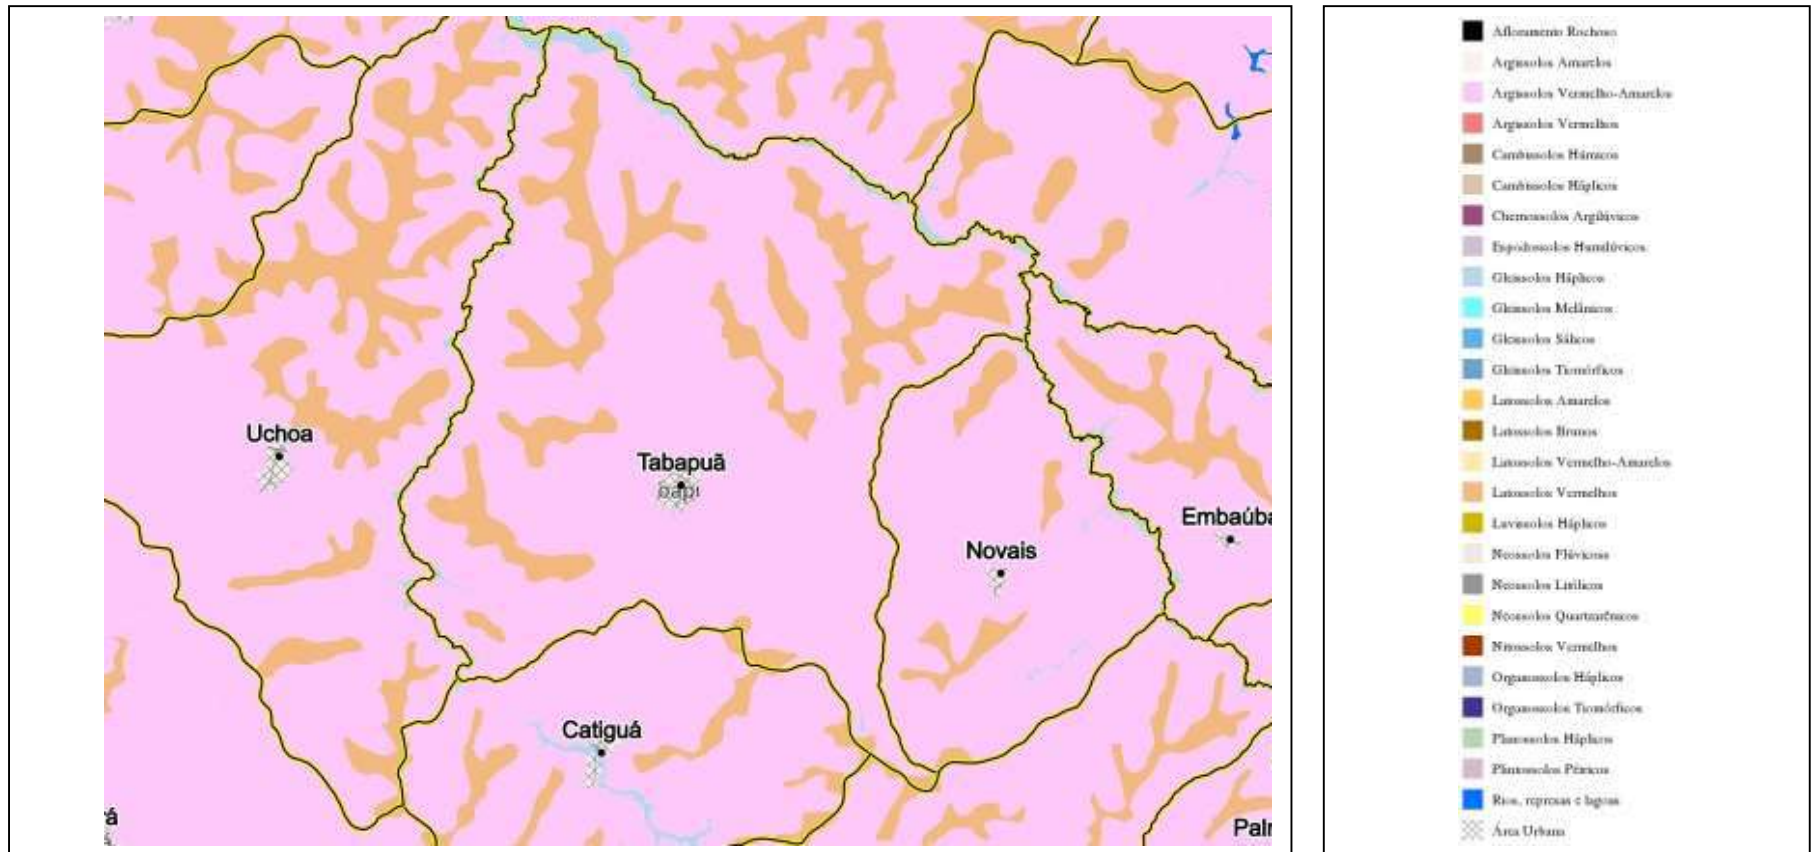 Uchoa
Tabapuã
Novais
Embaúba
Catiguá
rá
Palr
Afloramento Rochoso
Argissolos Amarelos
Argissolos Vermelho-Amarelos
Argissolos Vermelhos
Cambissolos Húmicos
Cambissolos Háplicos
Chernossolos Argilúvicos
Espodossolos Humilúvicos
Gleissolos Háplicos
Gleissolos Melânicos
Gleissolos Sálicos
Gleissolos Tiomórficos
Latossolos Amarelos
Latossolos Brunos
Latossolos Vermelho-Amarelos
Latossolos Vermelhos
Luvissolos Háplicos
Neossolos Flúvicos
Neossolos Litólicos
Neossolos Quartzarênicos
Nitossolos Vermelhos
Organossolos Háplicos
Organossolos Tiomórficos
Planossolos Háplicos
Plintossolos Pétricos
Rios, represas e lagoas
Área Urbana